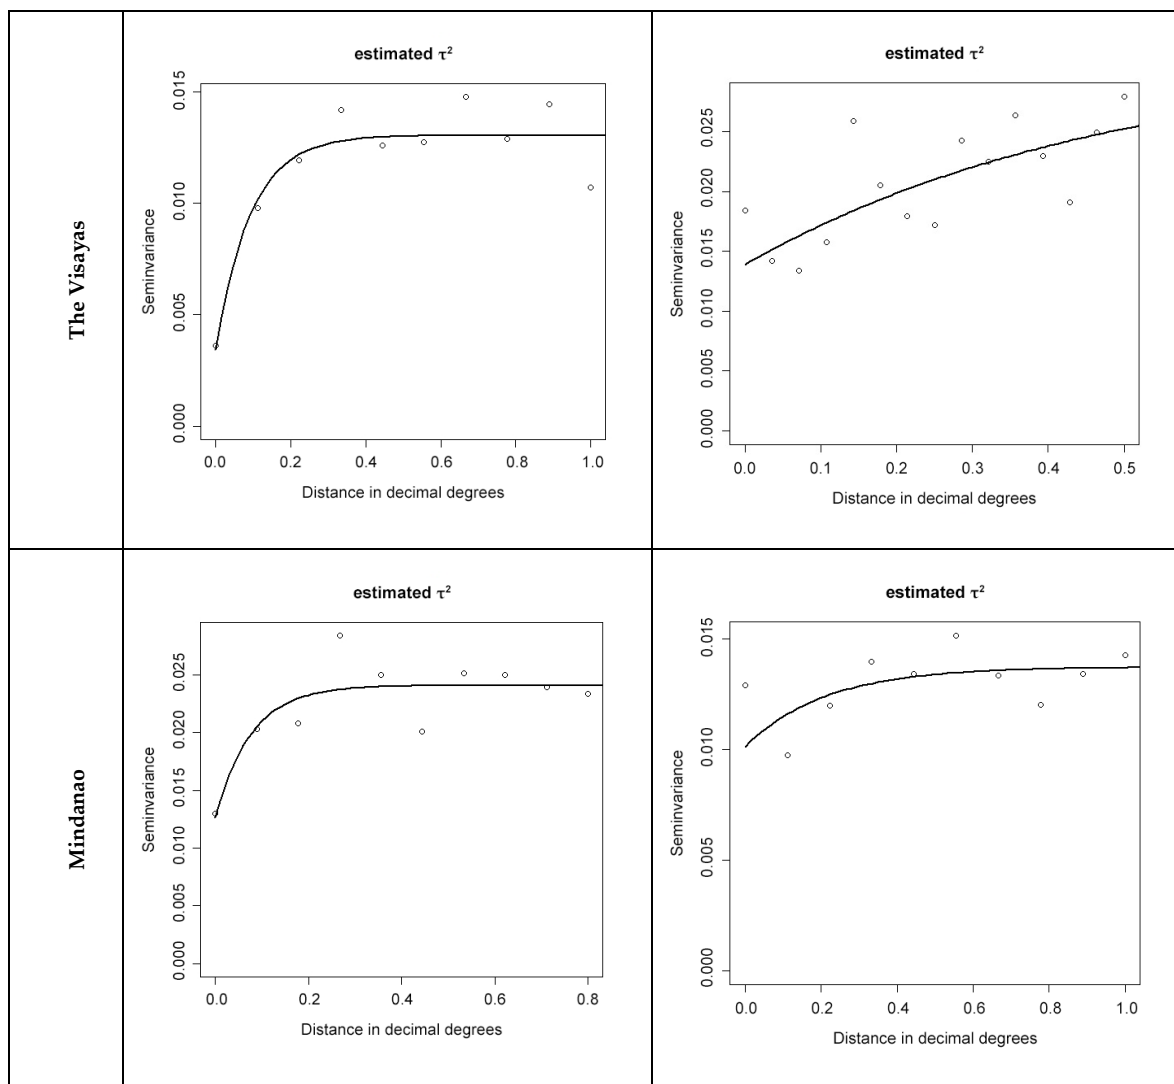 The Visayas
estimated τ²
Seminvariance
0.015
0.010
0.005
0.000
0.0 0.2 0.4 0.6 0.8 1.0
Distance in decimal degrees
estimated τ²
Seminvariance
0.025
0.020
0.015
0.010
0.005
0.000
0.0 0.1 0.2 0.3 0.4 0.5
Distance in decimal degrees
Mindanao
estimated τ²
Seminvariance
0.025
0.020
0.015
0.010
0.005
0.000
0.0 0.2 0.4 0.6 0.8
Distance in decimal degrees
estimated τ²
Seminvariance
0.015
0.010
0.005
0.000
0.0 0.2 0.4 0.6 0.8 1.0
Distance in decimal degrees